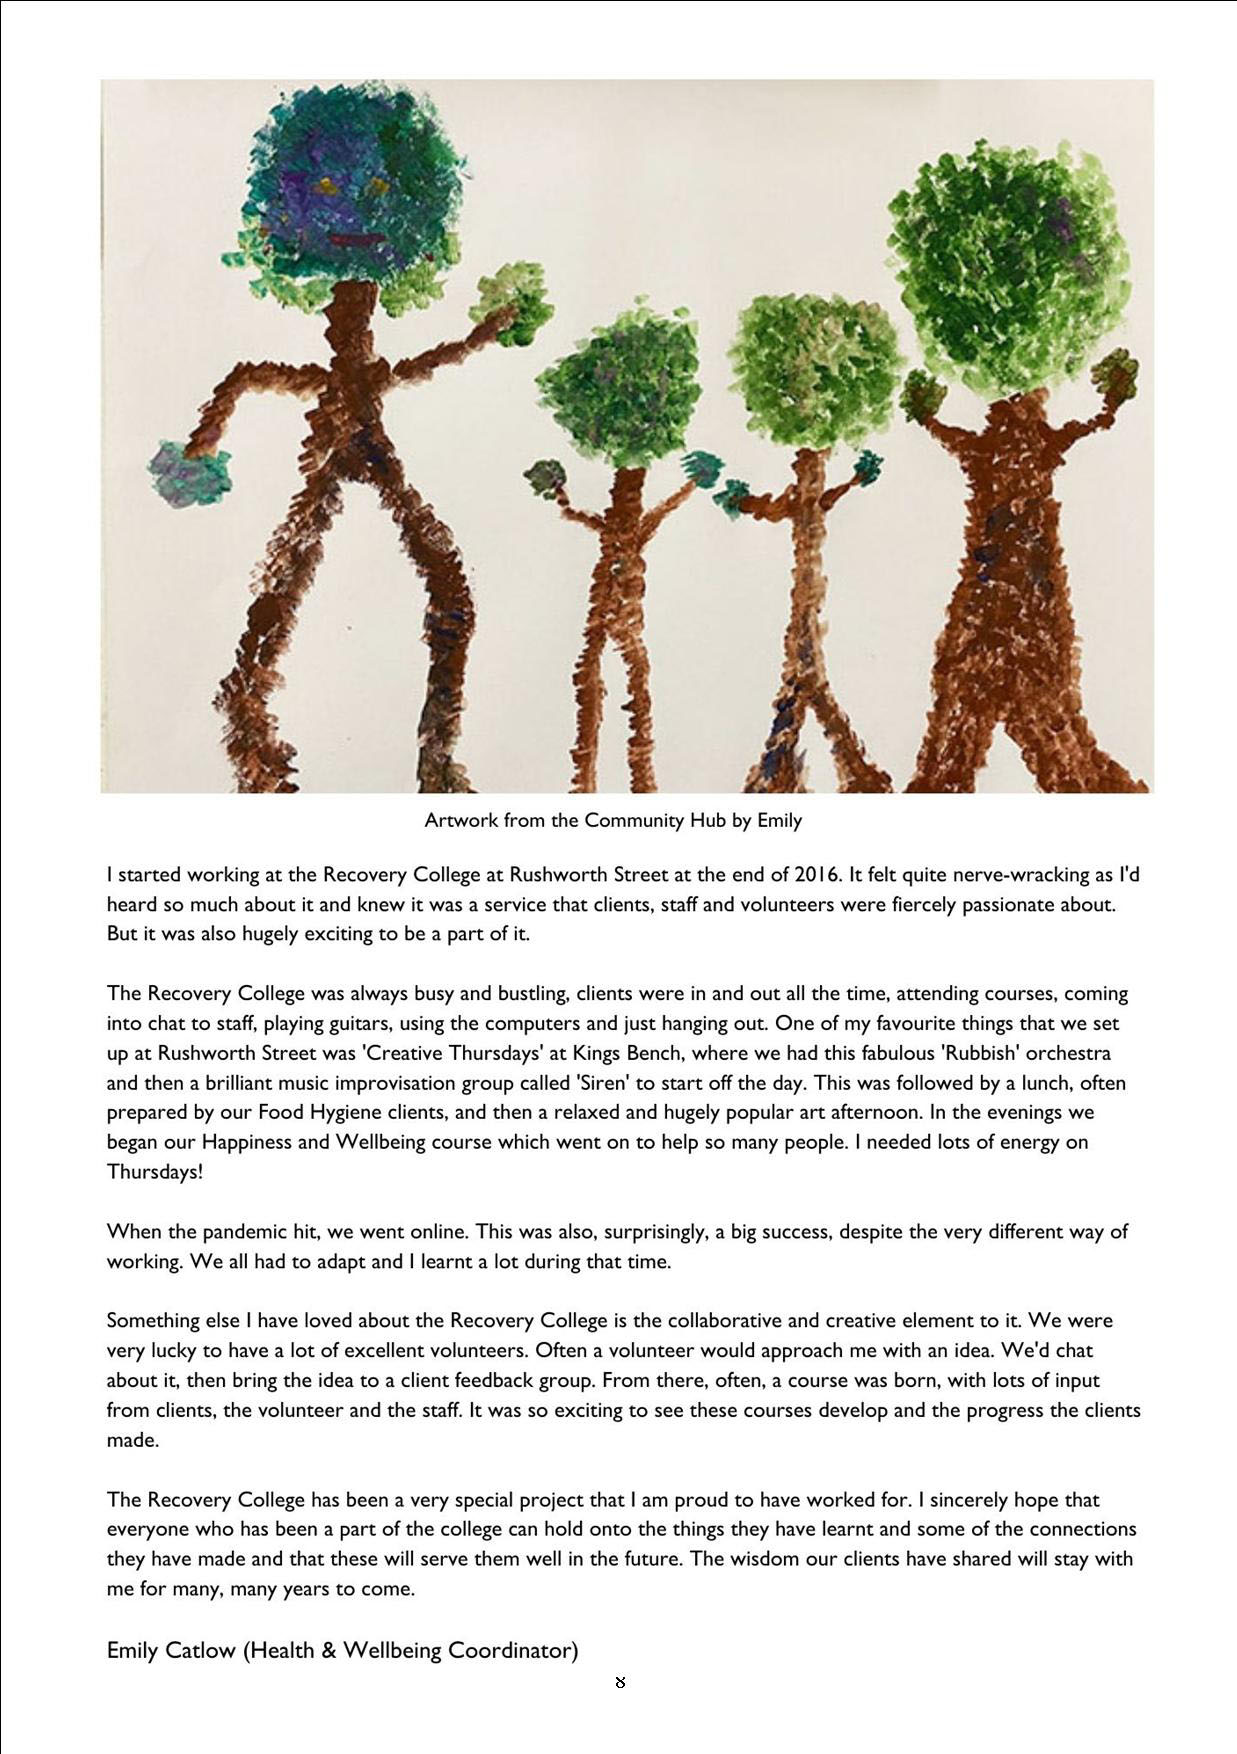 Artwork from the Community Hub by Emily
I started working at the Recovery College at Rushworth Street at the end of 2016. It felt quite nerve-wracking as I'd
heard so much about it and knew it was a service that clients, staff and volunteers were fiercely passionate about.
But it was also hugely exciting to be a part of it.
The Recovery College was always busy and bustling, clients were in and out all the time, attending courses, coming
into chat to staff, playing guitars, using the computers and just hanging out. One of my favourite things that we set
up at Rushworth Street was 'Creative Thursdays' at Kings Bench, where we had this fabulous 'Rubbish' orchestra
and then a brilliant music improvisation group called 'Siren' to start off the day. This was followed by a lunch, often
prepared by our Food Hygiene clients, and then a relaxed and hugely popular art afternoon. In the evenings we
began our Happiness and Wellbeing course which went on to help so many people. I needed lots of energy on
Thursdays!
When the pandemic hit, we went online. This was also, surprisingly, a big success, despite the very different way of
working. We all had to adapt and I learnt a lot during that time.
Something else I have loved about the Recovery College is the collaborative and creative element to it. We were
very lucky to have a lot of excellent volunteers. Often a volunteer would approach me with an idea. We'd chat
about it, then bring the idea to a client feedback group. From there, often, a course was born, with lots of input
from clients, the volunteer and the staff. It was so exciting to see these courses develop and the progress the clients
made.
The Recovery College has been a very special project that I am proud to have worked for. I sincerely hope that
everyone who has been a part of the college can hold onto the things they have learnt and some of the connections
they have made and that these will serve them well in the future. The wisdom our clients have shared will stay with
me for many, many years to come.
Emily Catlow (Health & Wellbeing Coordinator)
8